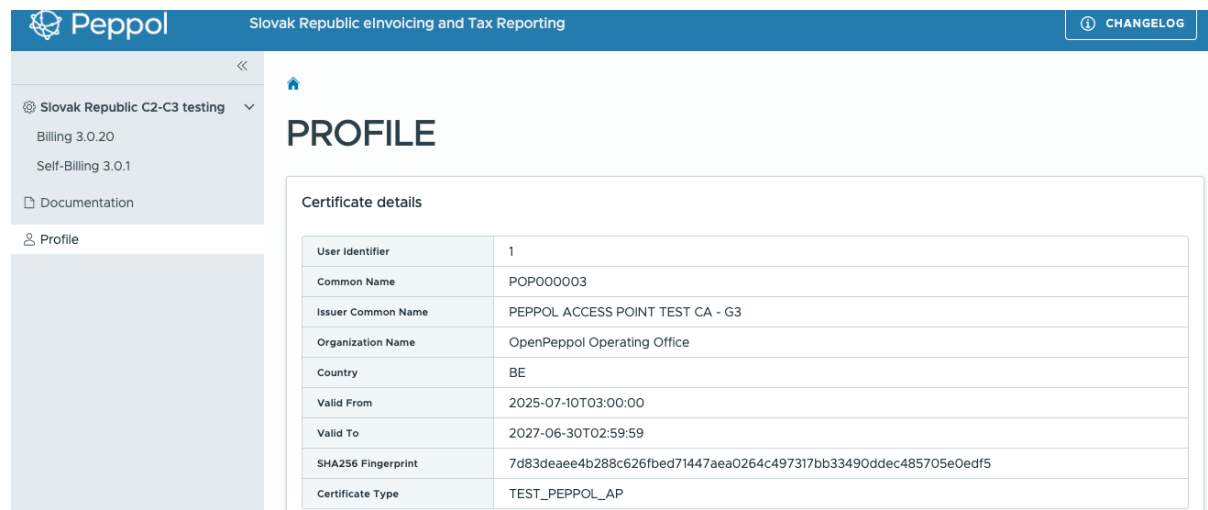 Peppol
Slovak Republic eInvoicing and Tax Reporting
CHANGELOG
Slovak Republic C2-C3 testing
Billing 3.0.20
Self-Billing 3.0.1
Documentation
Profile
PROFILE
Certificate details
User Identifier 1
Common Name POP000003
Issuer Common Name PEPPOL ACCESS POINT TEST CA - G3
Organization Name OpenPeppol Operating Office
Country BE
Valid From 2025-07-10T03:00:00
Valid To 2027-06-30T02:59:59
SHA256 Fingerprint 7d83deaee4b288c626fbed71447aea0264c497317bb33490ddec485705e0edf5
Certificate Type TEST_PEPPOL_AP